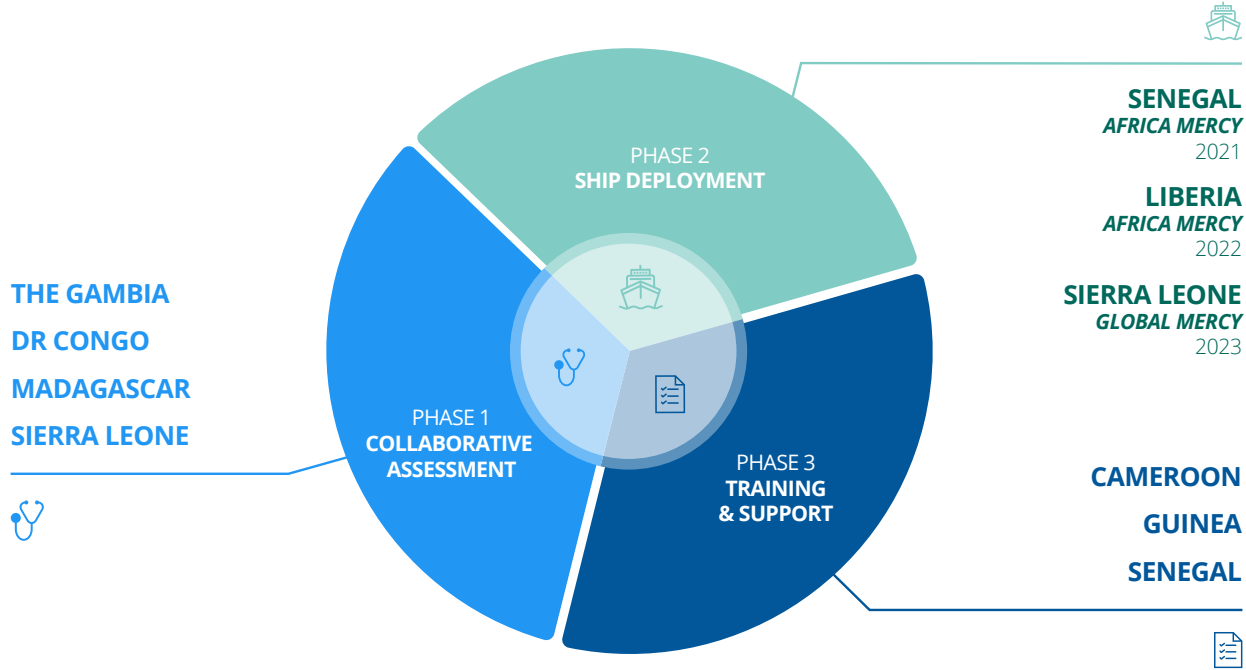 THE GAMBIA
DR CONGO
MADAGASCAR
SIERRA LEONE
PHASE 1
COLLABORATIVE
ASSESSMENT
PHASE 2
SHIP DEPLOYMENT
SENEGAL
AFRICA MERCY
2021
LIBERIA
AFRICA MERCY
2022
SIERRA LEONE
GLOBAL MERCY
2023
PHASE 3
TRAINING
& SUPPORT
CAMEROON
GUINEA
SENEGAL